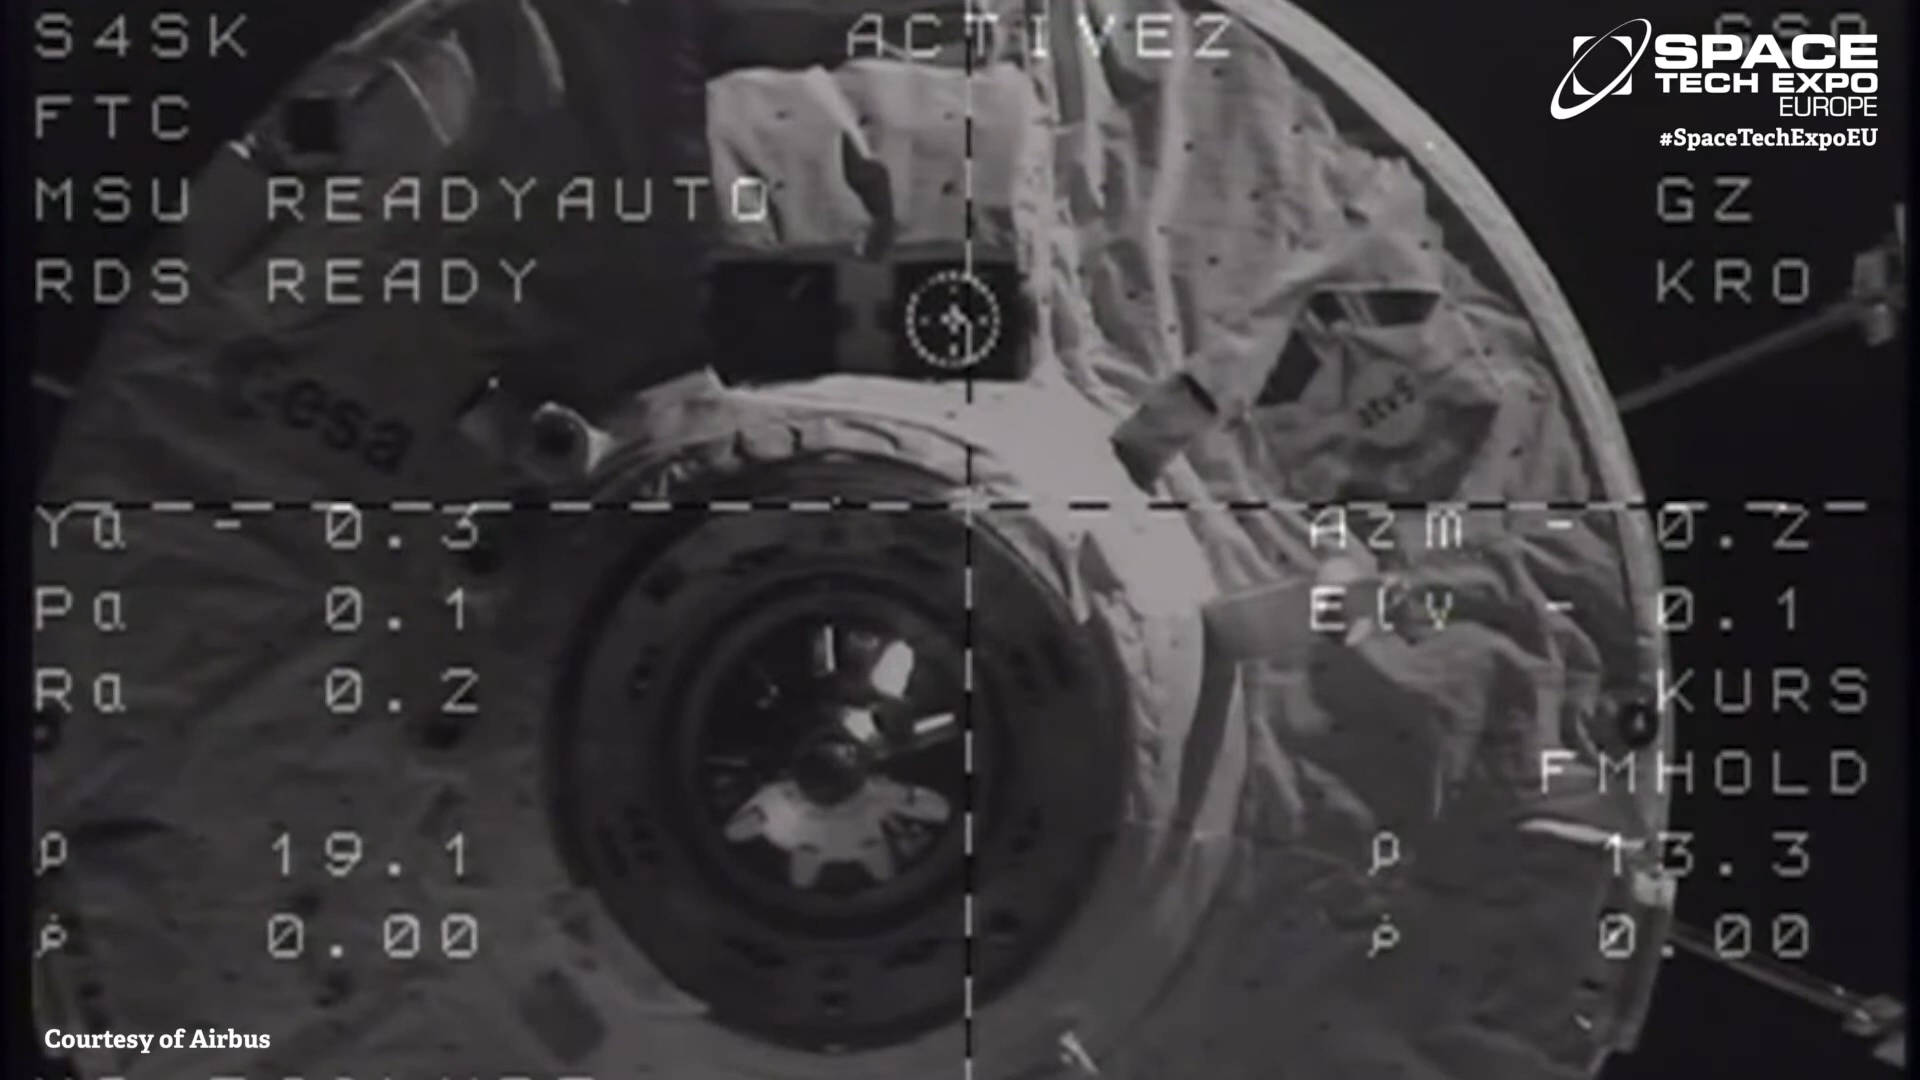 S4SK
ACTIVE2
SPACE
TECH EXPO
EUROPE
#SpaceTechExpoEU
FTC
MSU READYAUTO
GZ
RDS READY
KRO
esa
atv5
Ya - 0.3
Azm - 0.2
Pa 0.1
Elv - 0.1
Ra 0.2
KURS
FMHOLD
ρ 19.1
ρ 13.3
ρ̇ 0.00
ρ̇ 0.00
Courtesy of Airbus